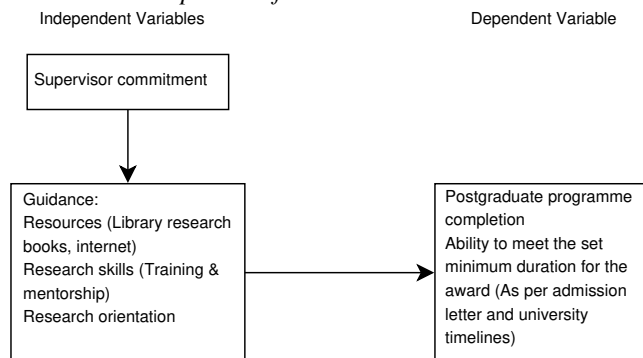 Independent Variables
Dependent Variable
Supervisor commitment
Guidance:
Resources (Library research
books, internet)
Research skills (Training &
mentorship)
Research orientation
Postgraduate programme
completion
Ability to meet the set
minimum duration for the
award (As per admission
letter and university
timelines)